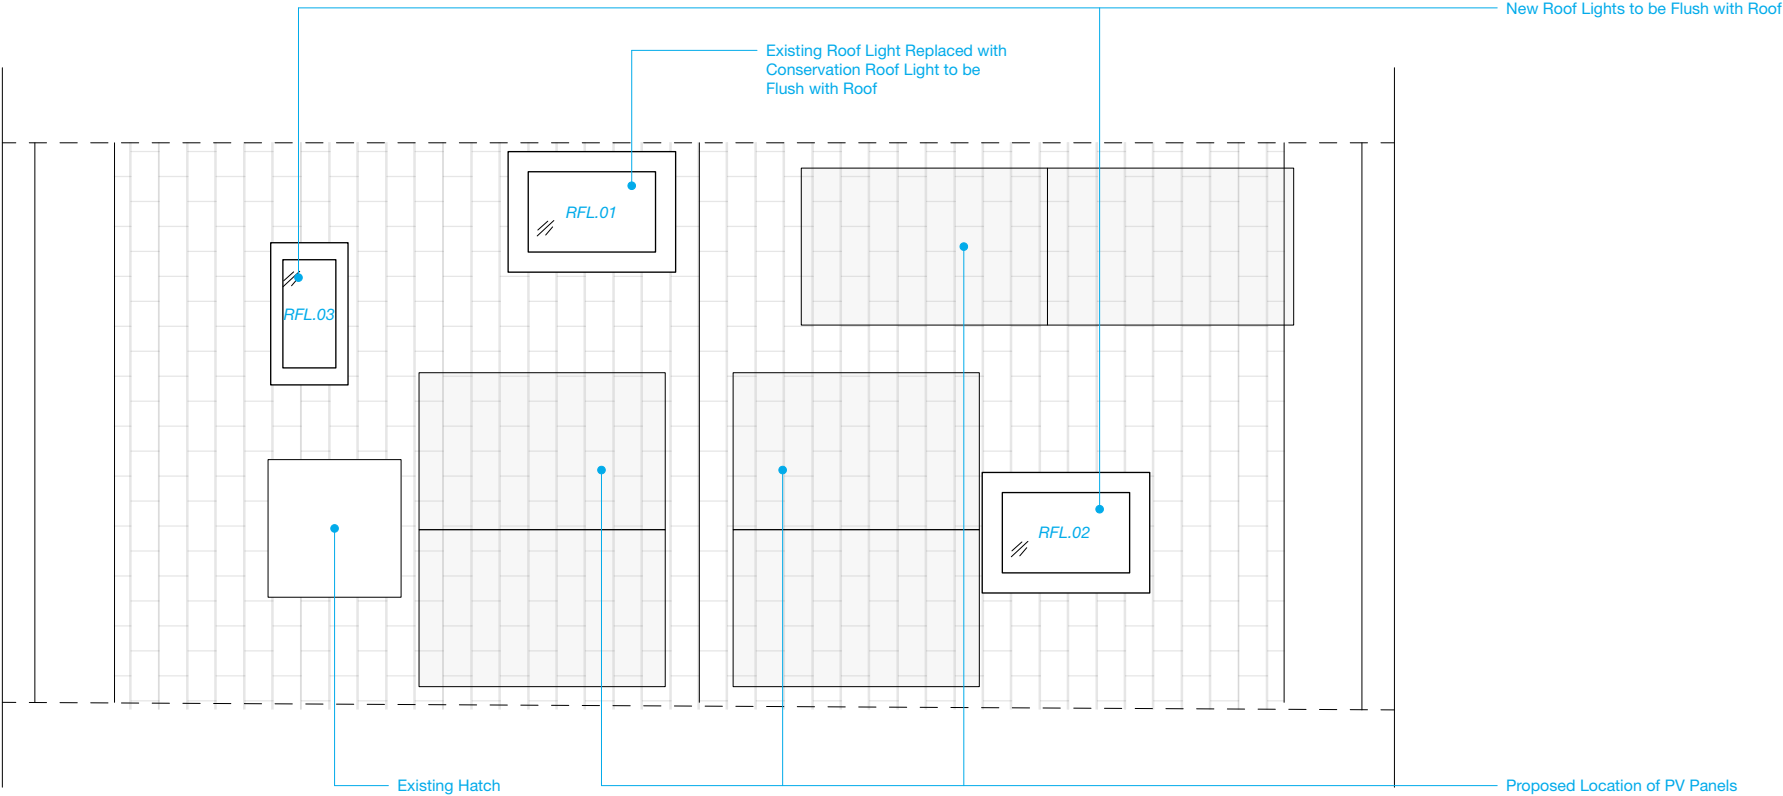 New Roof Lights to be Flush with Roof
Existing Roof Light Replaced with
Conservation Roof Light to be
Flush with Roof
RFL.01
RFL.03
RFL.02
Existing Hatch
Proposed Location of PV Panels